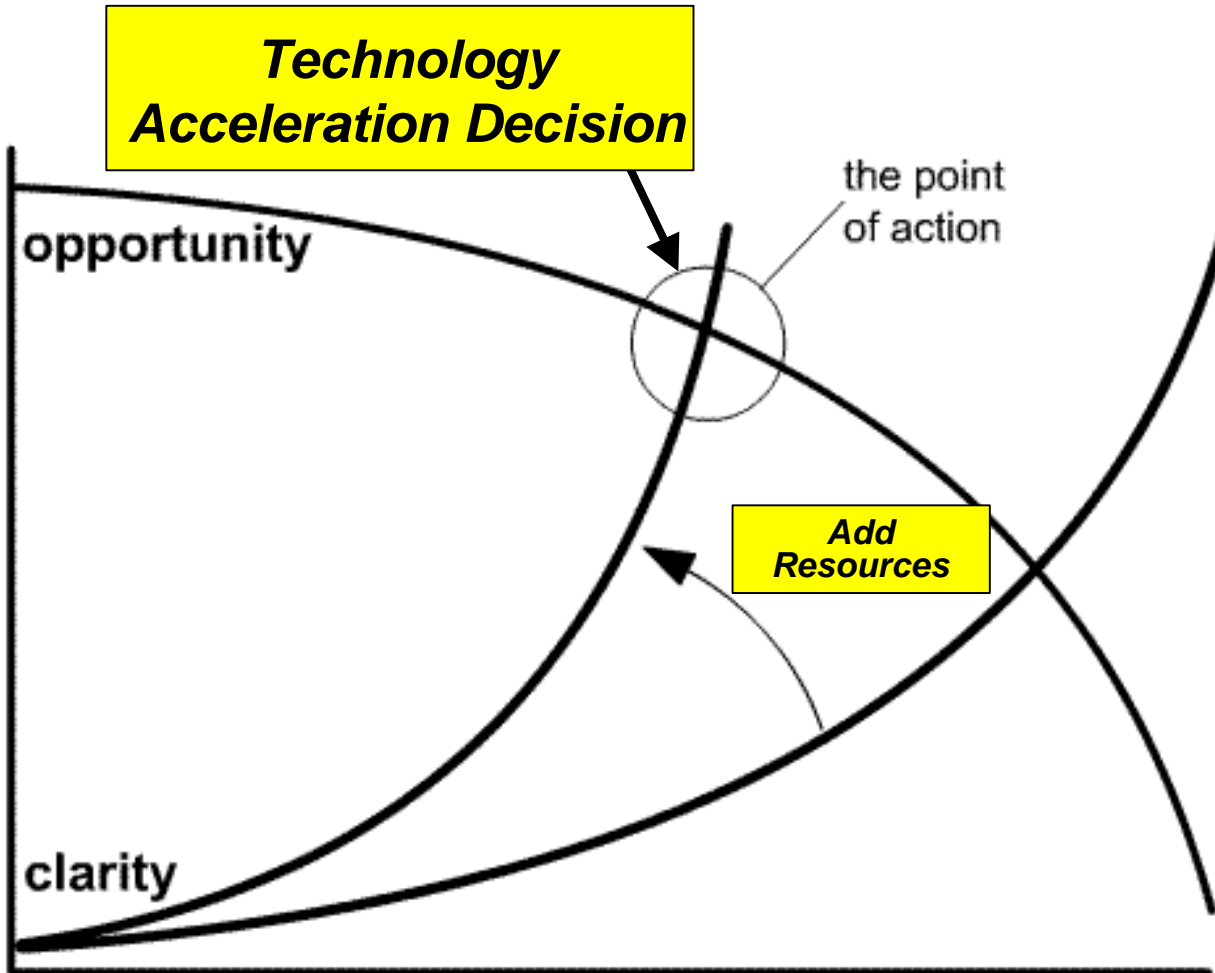 Technology
Acceleration Decision
the point
of action
opportunity
Add
Resources
clarity